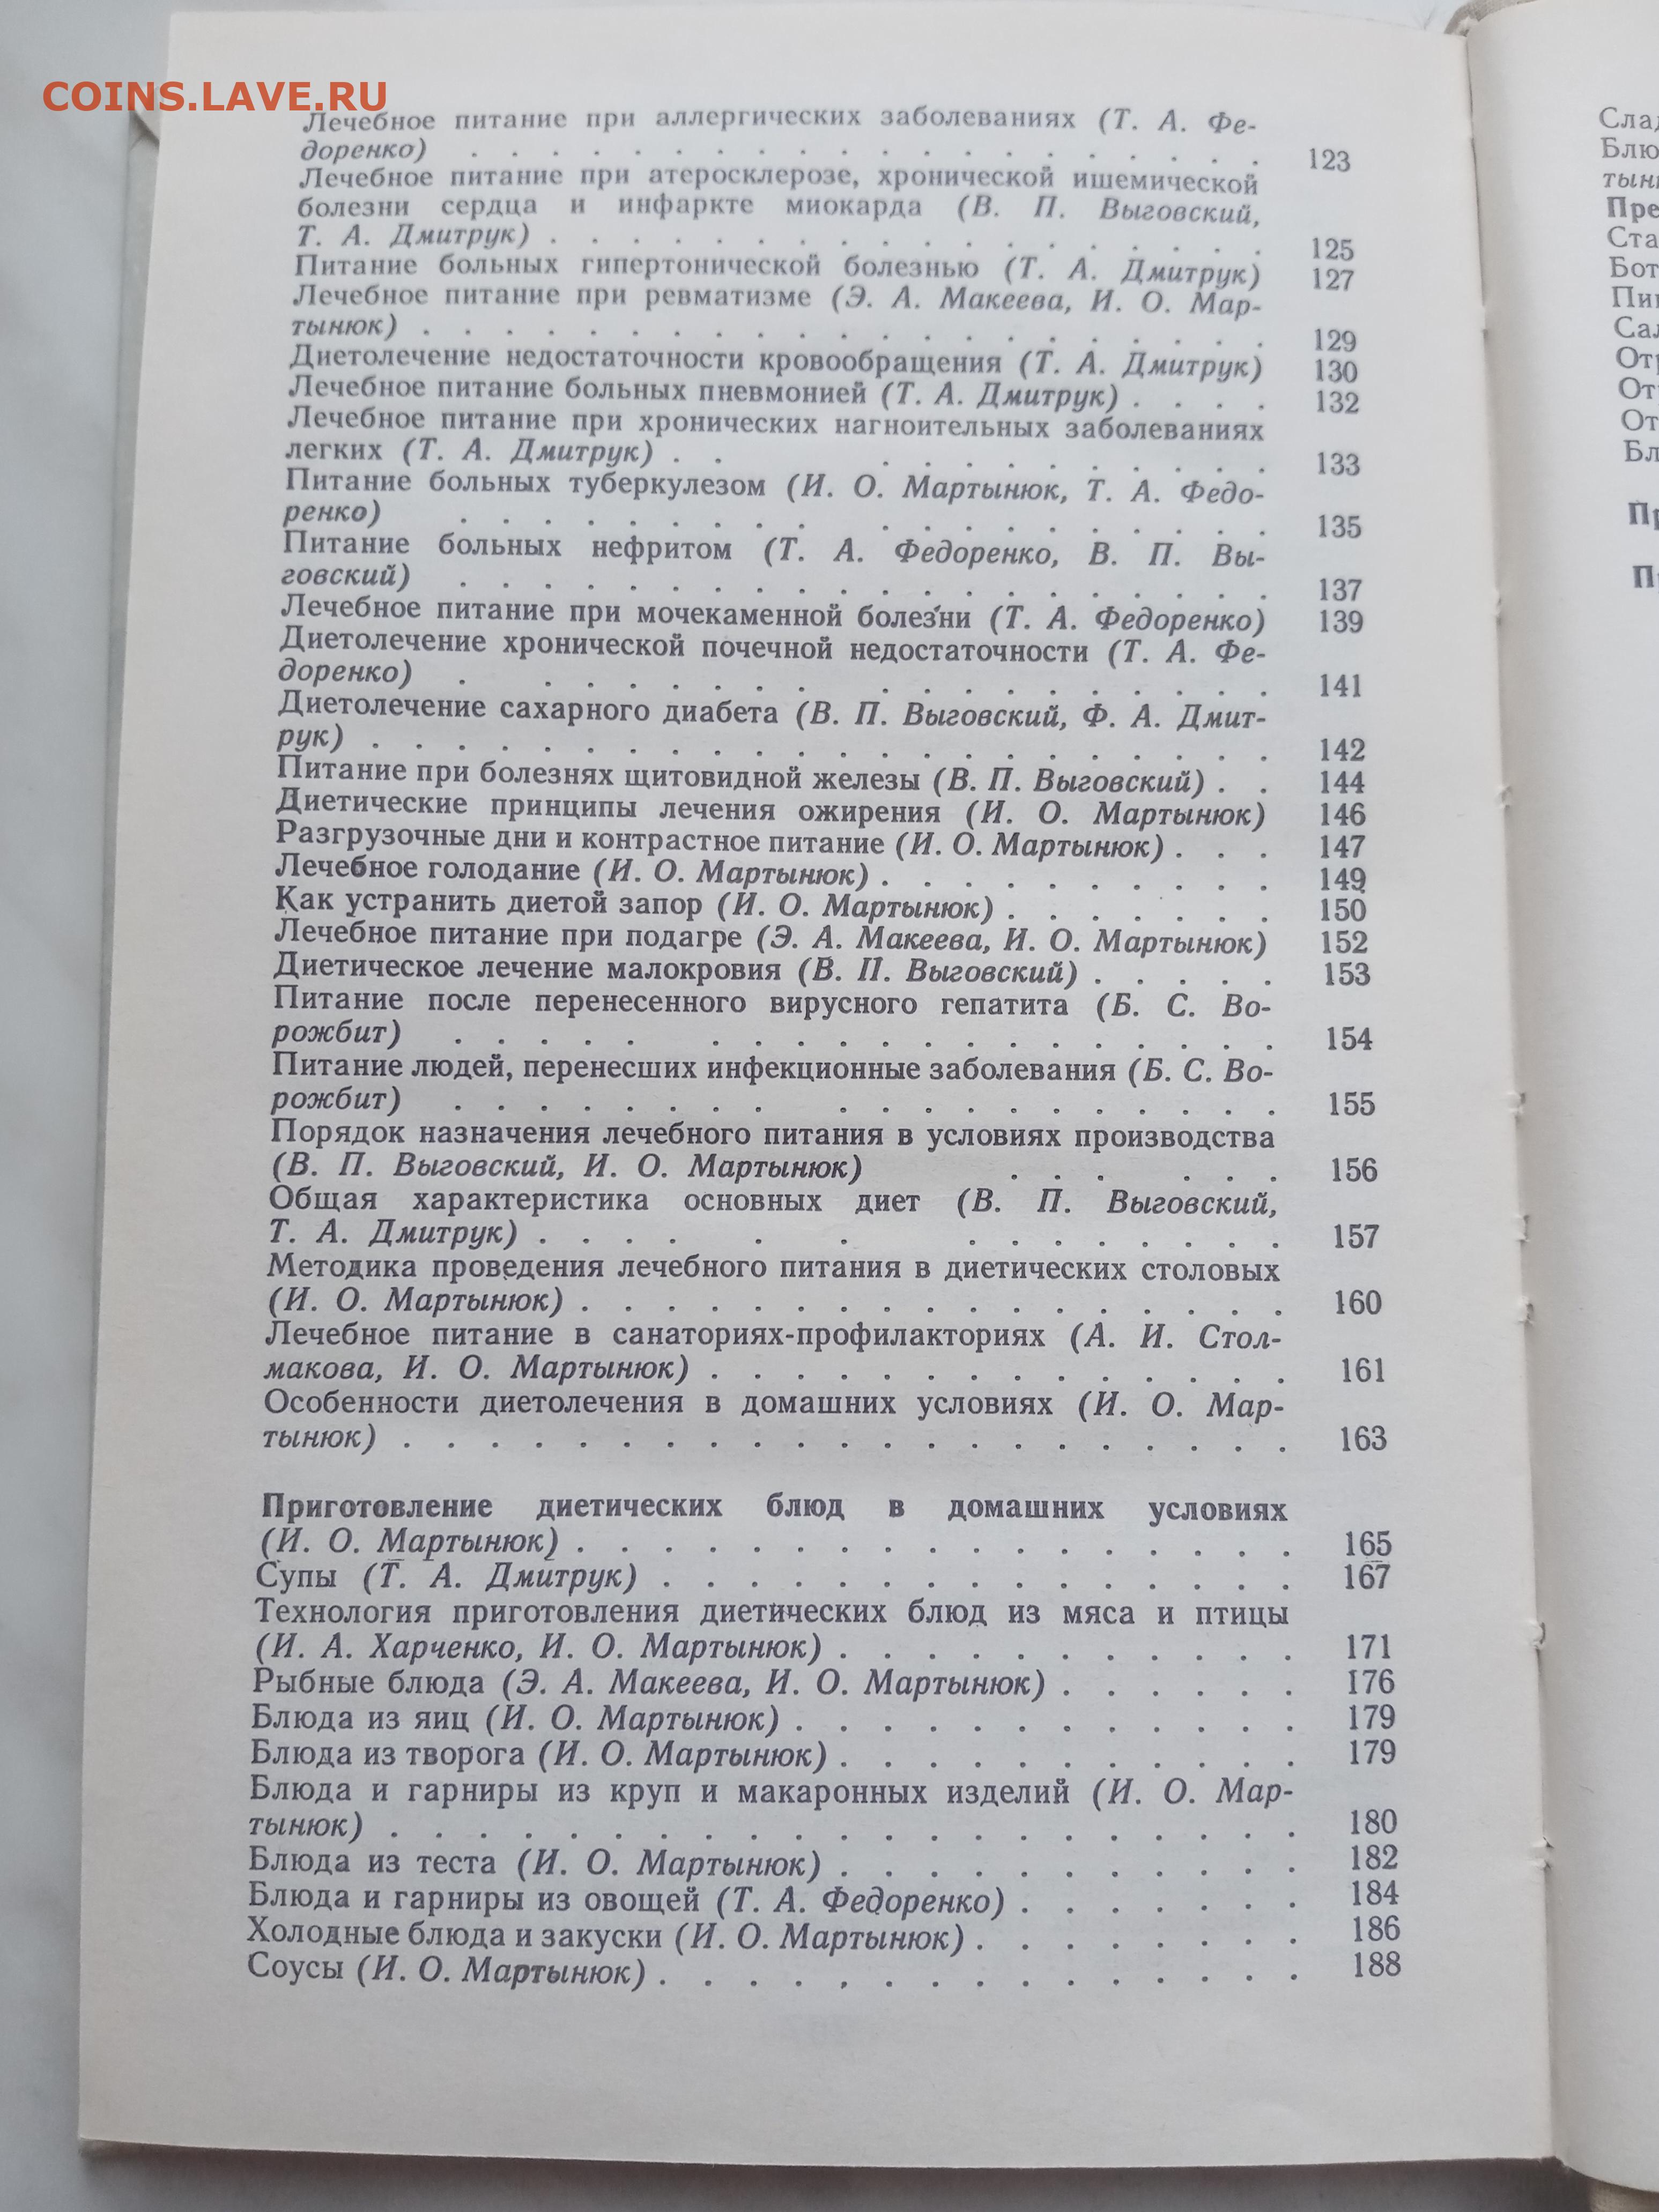 COINS.LAVE.RU
Лечебное питание при аллергических заболеваниях (Т. А. Фе-
доренко) . . . . . . . . . . . . . . . . . . . 123
Лечебное питание при атеросклерозе, хронической ишемической
болезни сердца и инфаркте миокарда (В. П. Выговский,
Т. А. Дмитрук) . . . . . . . . . . . . . . . . . 125
Питание больных гипертонической болезнью (Т. А. Дмитрук) 127
Лечебное питание при ревматизме (Э. А. Макеева, И. О. Мар-
тынюк) . . . . . . . . . . . . . . . . . . . . 129
Диетолечение недостаточности кровообращения (Т. А. Дмитрук) 130
Лечебное питание больных пневмонией (Т. А. Дмитрук) . . . . 132
Лечебное питание при хронических нагноительных заболеваниях
легких (Т. А. Дмитрук) . . . . . . . . . . . . 133
Питание больных туберкулезом (И. О. Мартынюк, Т. А. Федо-
ренко) . . . . . . . . . . . . . . . . . . . 135
Питание больных нефритом (Т. А. Федоренко, В. П. Вы-
говский) . . . . . . . . . . . . . . . . . . . 137
Лечебное питание при мочекаменной болезни (Т. А. Федоренко) 139
Диетолечение хронической почечной недостаточности (Т. А. Фе-
доренко) . . . . . . . . . . . . . . . . . . 141
Диетолечение сахарного диабета (В. П. Выговский, Ф. А. Дмит-
рук) . . . . . . . . . . . . . . . . . . . . . 142
Питание при болезнях щитовидной железы (В. П. Выговский) . . 144
Диетические принципы лечения ожирения (И. О. Мартынюк) 146
Разгрузочные дни и контрастное питание (И. О. Мартынюк) . . . 147
Лечебное голодание (И. О. Мартынюк) . . . . . . . . . . 149
Как устранить диетой запор (И. О. Мартынюк) . . . . . . . 150
Лечебное питание при подагре (Э. А. Макеева, И. О. Мартынюк) 152
Диетическое лечение малокровия (В. П. Выговский) . . . . . 153
Питание после перенесенного вирусного гепатита (Б. С. Во-
рожбит) . . . . . . . . . . . . . . . . . . . 154
Питание людей, перенесших инфекционные заболевания (Б. С. Во-
рожбит) . . . . . . . . . . . . . . . . . . . 155
Порядок назначения лечебного питания в условиях производства
(В. П. Выговский, И. О. Мартынюк) . . . . . . 156
Общая характеристика основных диет (В. П. Выговский,
Т. А. Дмитрук) . . . . . . . . . . . . . . 157
Методика проведения лечебного питания в диетических столовых
(И. О. Мартынюк) . . . . . . . . . . . . . . . . . 160
Лечебное питание в санаториях-профилакториях (А. И. Стол-
макова, И. О. Мартынюк) . . . . . . . . . . . . . . 161
Особенности диетолечения в домашних условиях (И. О. Мар-
тынюк) . . . . . . . . . . . . . . . . . . . . . 163
Приготовление диетических блюд в домашних условиях
(И. О. Мартынюк) . . . . . . . . . . . . . . . . . 165
Супы (Т. А. Дмитрук) . . . . . . . . . . . . . . . 167
Технология приготовления диетических блюд из мяса и птицы
(И. А. Харченко, И. О. Мартынюк) . . . . . . . . . . . 171
Рыбные блюда (Э. А. Макеева, И. О. Мартынюк) . . . . . . 176
Блюда из яиц (И. О. Мартынюк) . . . . . . . . . . . . 179
Блюда из творога (И. О. Мартынюк) . . . . . . . . . . . 179
Блюда и гарниры из круп и макаронных изделий (И. О. Мар-
тынюк) . . . . . . . . . . . . . . . . . . . . . 180
Блюда из теста (И. О. Мартынюк) . . . . . . . . . . . 182
Блюда и гарниры из овощей (Т. А. Федоренко) . . . . . . . 184
Холодные блюда и закуски (И. О. Мартынюк) . . . . . . . . 186
Соусы (И. О. Мартынюк) . . . . . . . . . . . . . . . 188